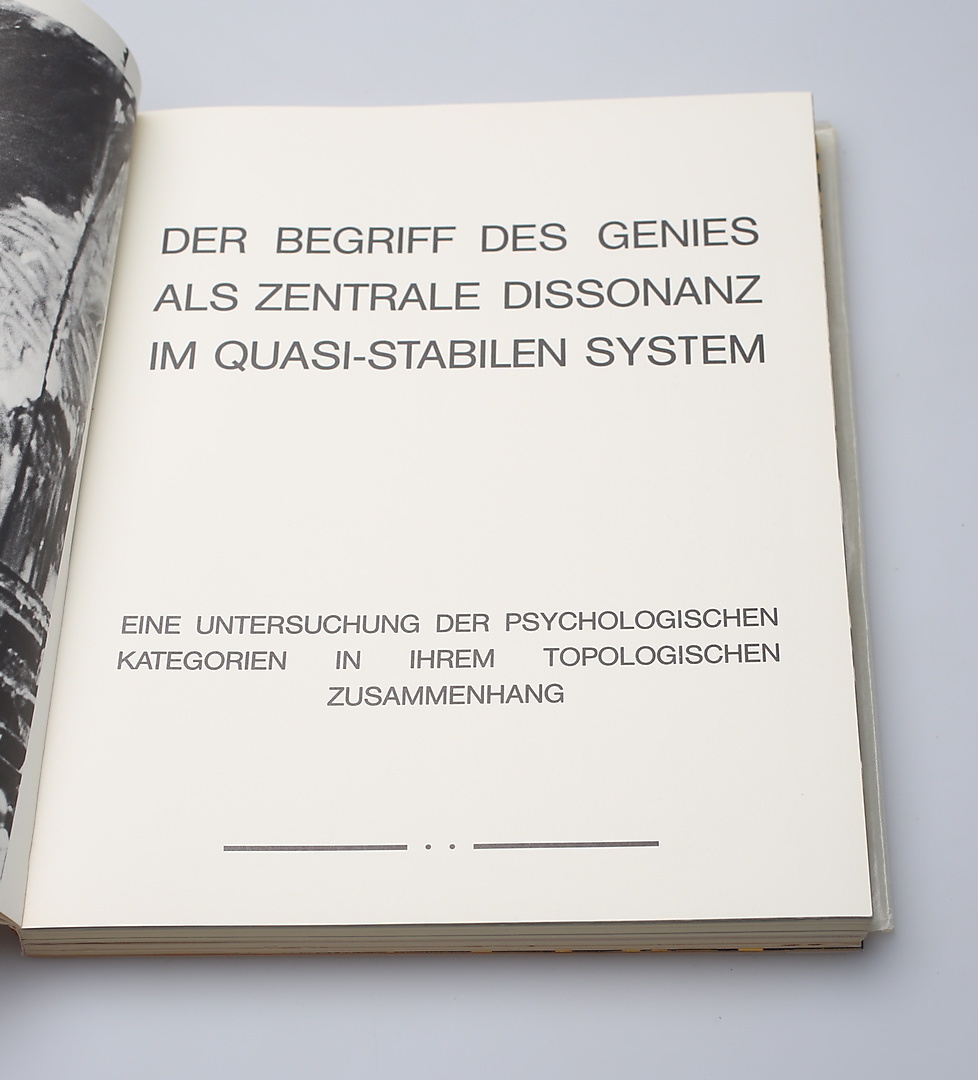 DER BEGRIFF DES GENIES
ALS ZENTRALE DISSONANZ
IM QUASI-STABILEN SYSTEM
EINE UNTERSUCHUNG DER PSYCHOLOGISCHEN
KATEGORIEN IN IHREM TOPOLOGISCHEN
ZUSAMMENHANG